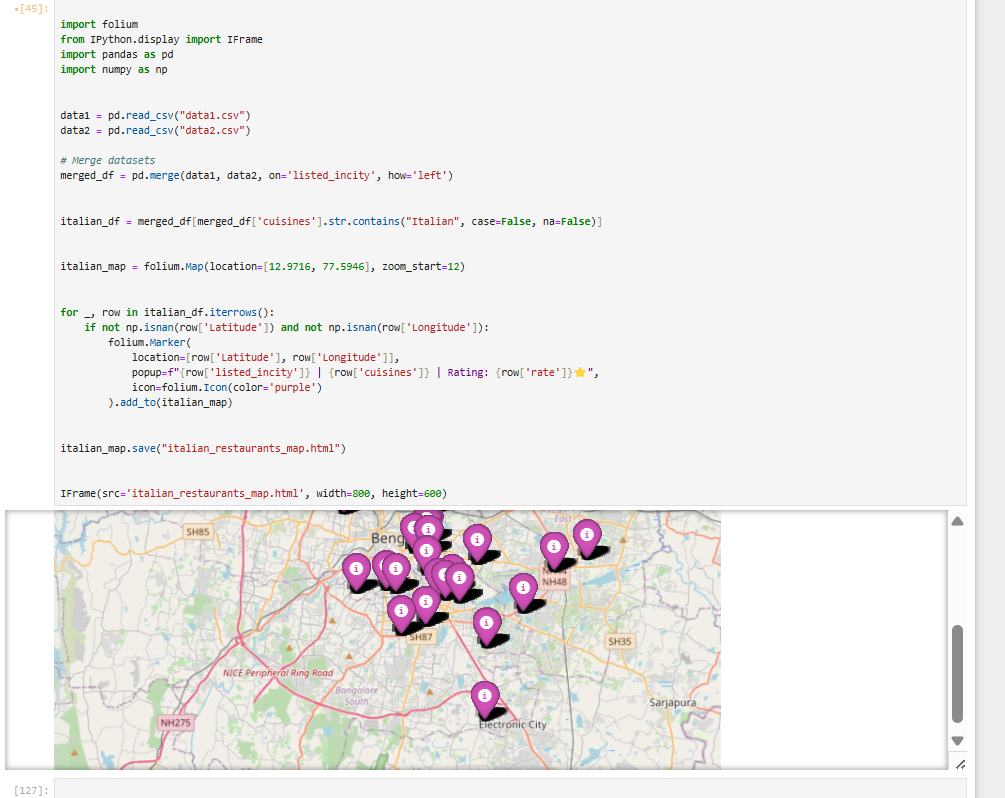 [45]:
import folium
from IPython.display import IFrame
import pandas as pd
import numpy as np
data1 = pd.read_csv("data1.csv")
data2 = pd.read_csv("data2.csv")
# Merge datasets
merged_df = pd.merge(data1, data2, on='listed_incity', how='left')
italian_df = merged_df[merged_df['cuisines'].str.contains("Italian", case=False, na=False)]
italian_map = folium.Map(location=[12.9716, 77.5946], zoom_start=12)
for _, row in italian_df.iterrows():
    if not np.isnan(row['Latitude']) and not np.isnan(row['Longitude']):
        folium.Marker(
            location=[row['Latitude'], row['Longitude']],
            popup=f"{row['listed_incity']} | {row['cuisines']} | Rating: {row['rate']}⭐",
            icon=folium.Icon(color='purple')
        ).add_to(italian_map)
italian_map.save("italian_restaurants_map.html")
IFrame(src='italian_restaurants_map.html', width=800, height=600)
East
SH85
Beng
NH48
SH87
SH35
NICE Peripheral Ring Road
Bangalore
South
Sarjapura
NH275
Electronic City
[127]: